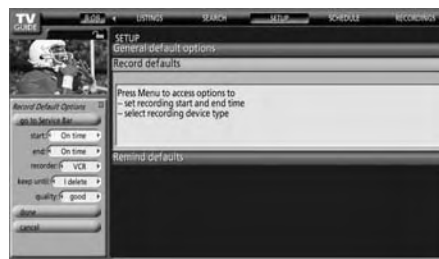 TV
GUIDE
LISTINGS
SEARCH
SETUP
SCHEDULE
RECORDINGS
SETUP
General default options
Record defaults
Press Menu to access options to
– set recording start and end time
– select recording device type
Remind defaults
Record Default Options
go to Service Bar
start: On time
end: On time
recorder: VCR
keep until: I delete
quality: good
done
cancel